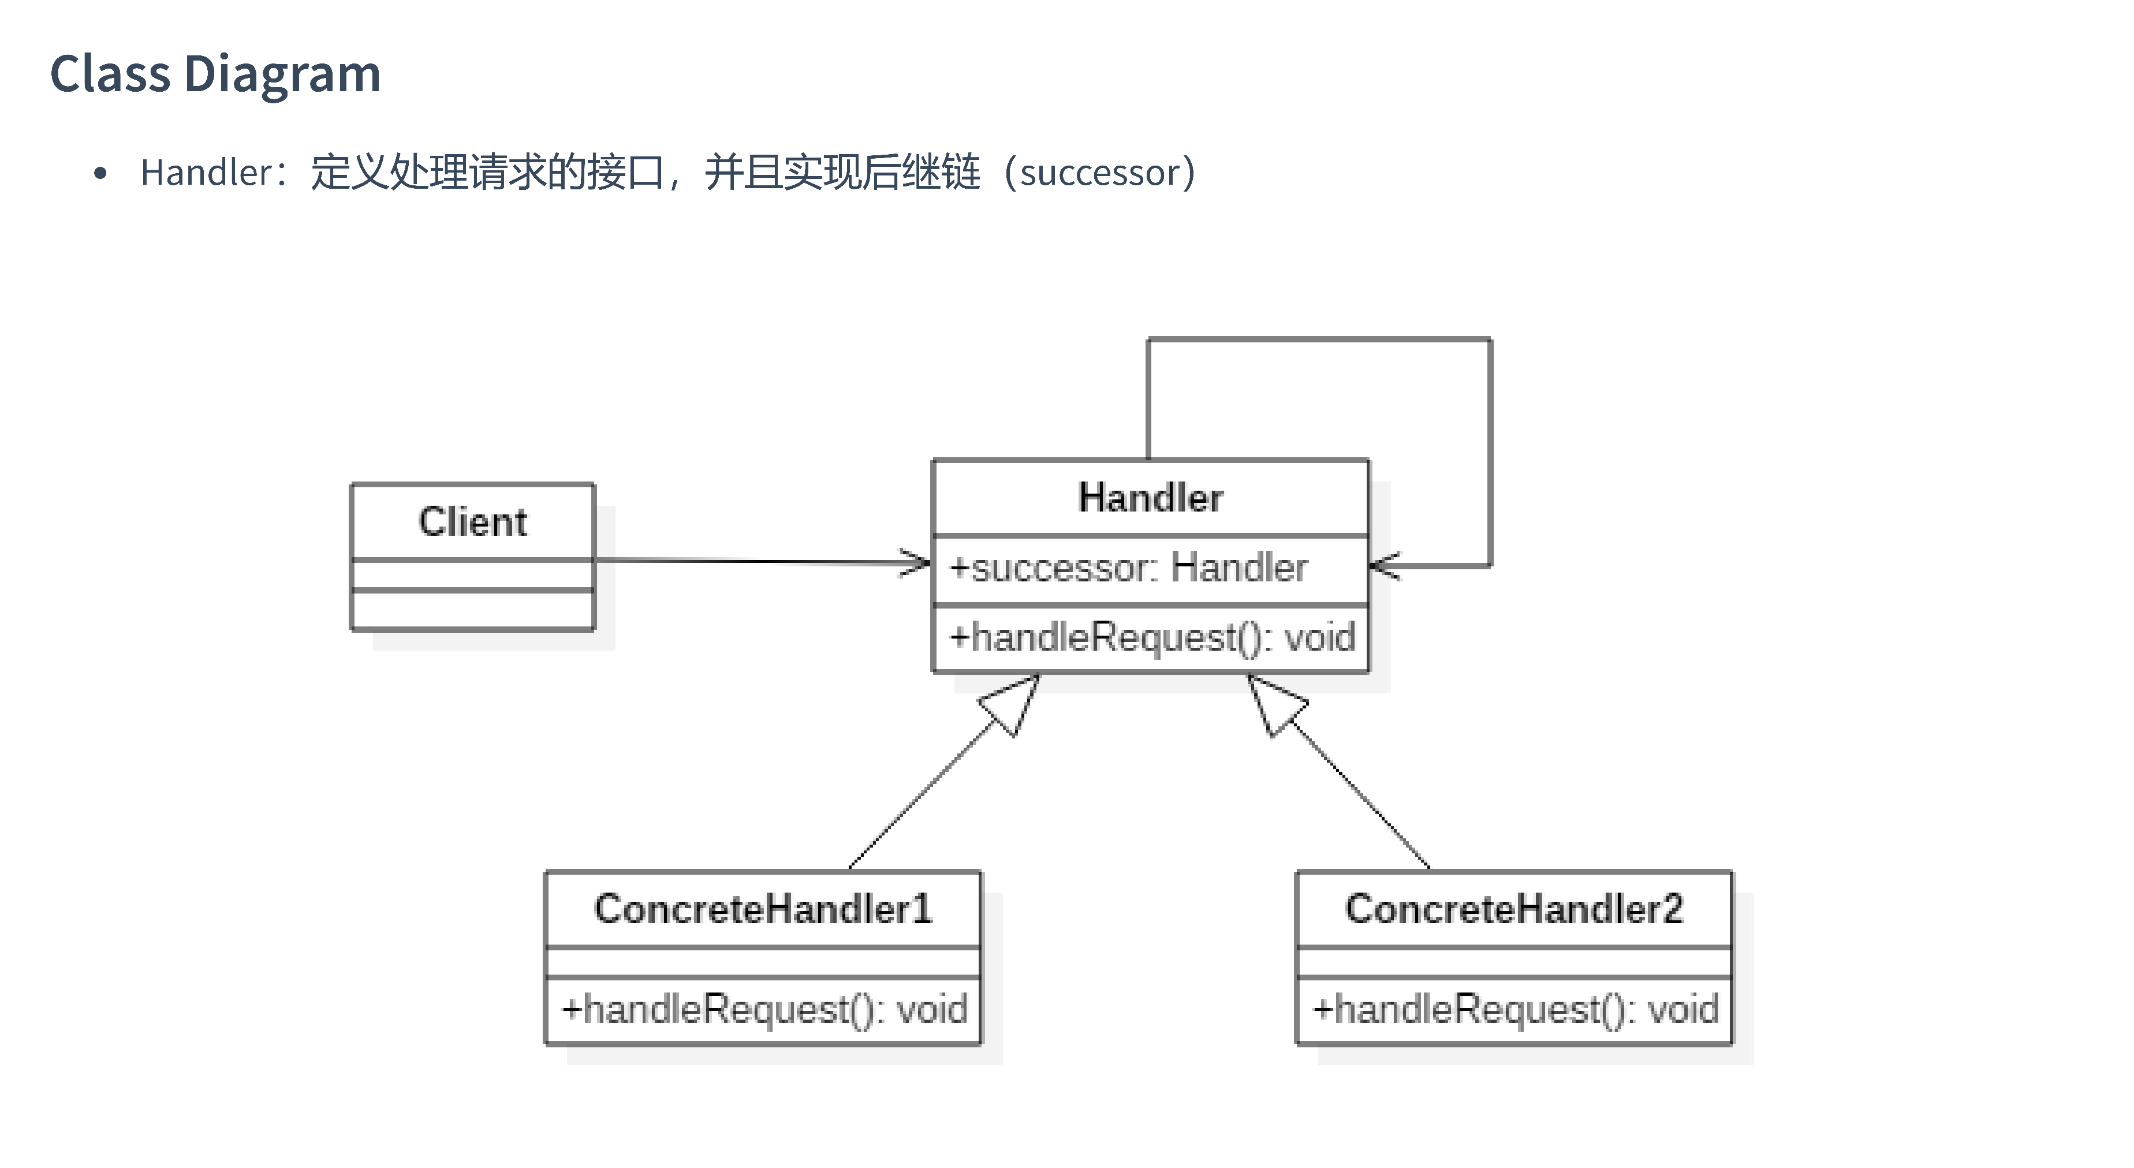 Class Diagram
• Handler：定义处理请求的接口，并且实现后继链（successor）
Client
Handler
+successor: Handler
+handleRequest(): void
ConcreteHandler1
+handleRequest(): void
ConcreteHandler2
+handleRequest(): void